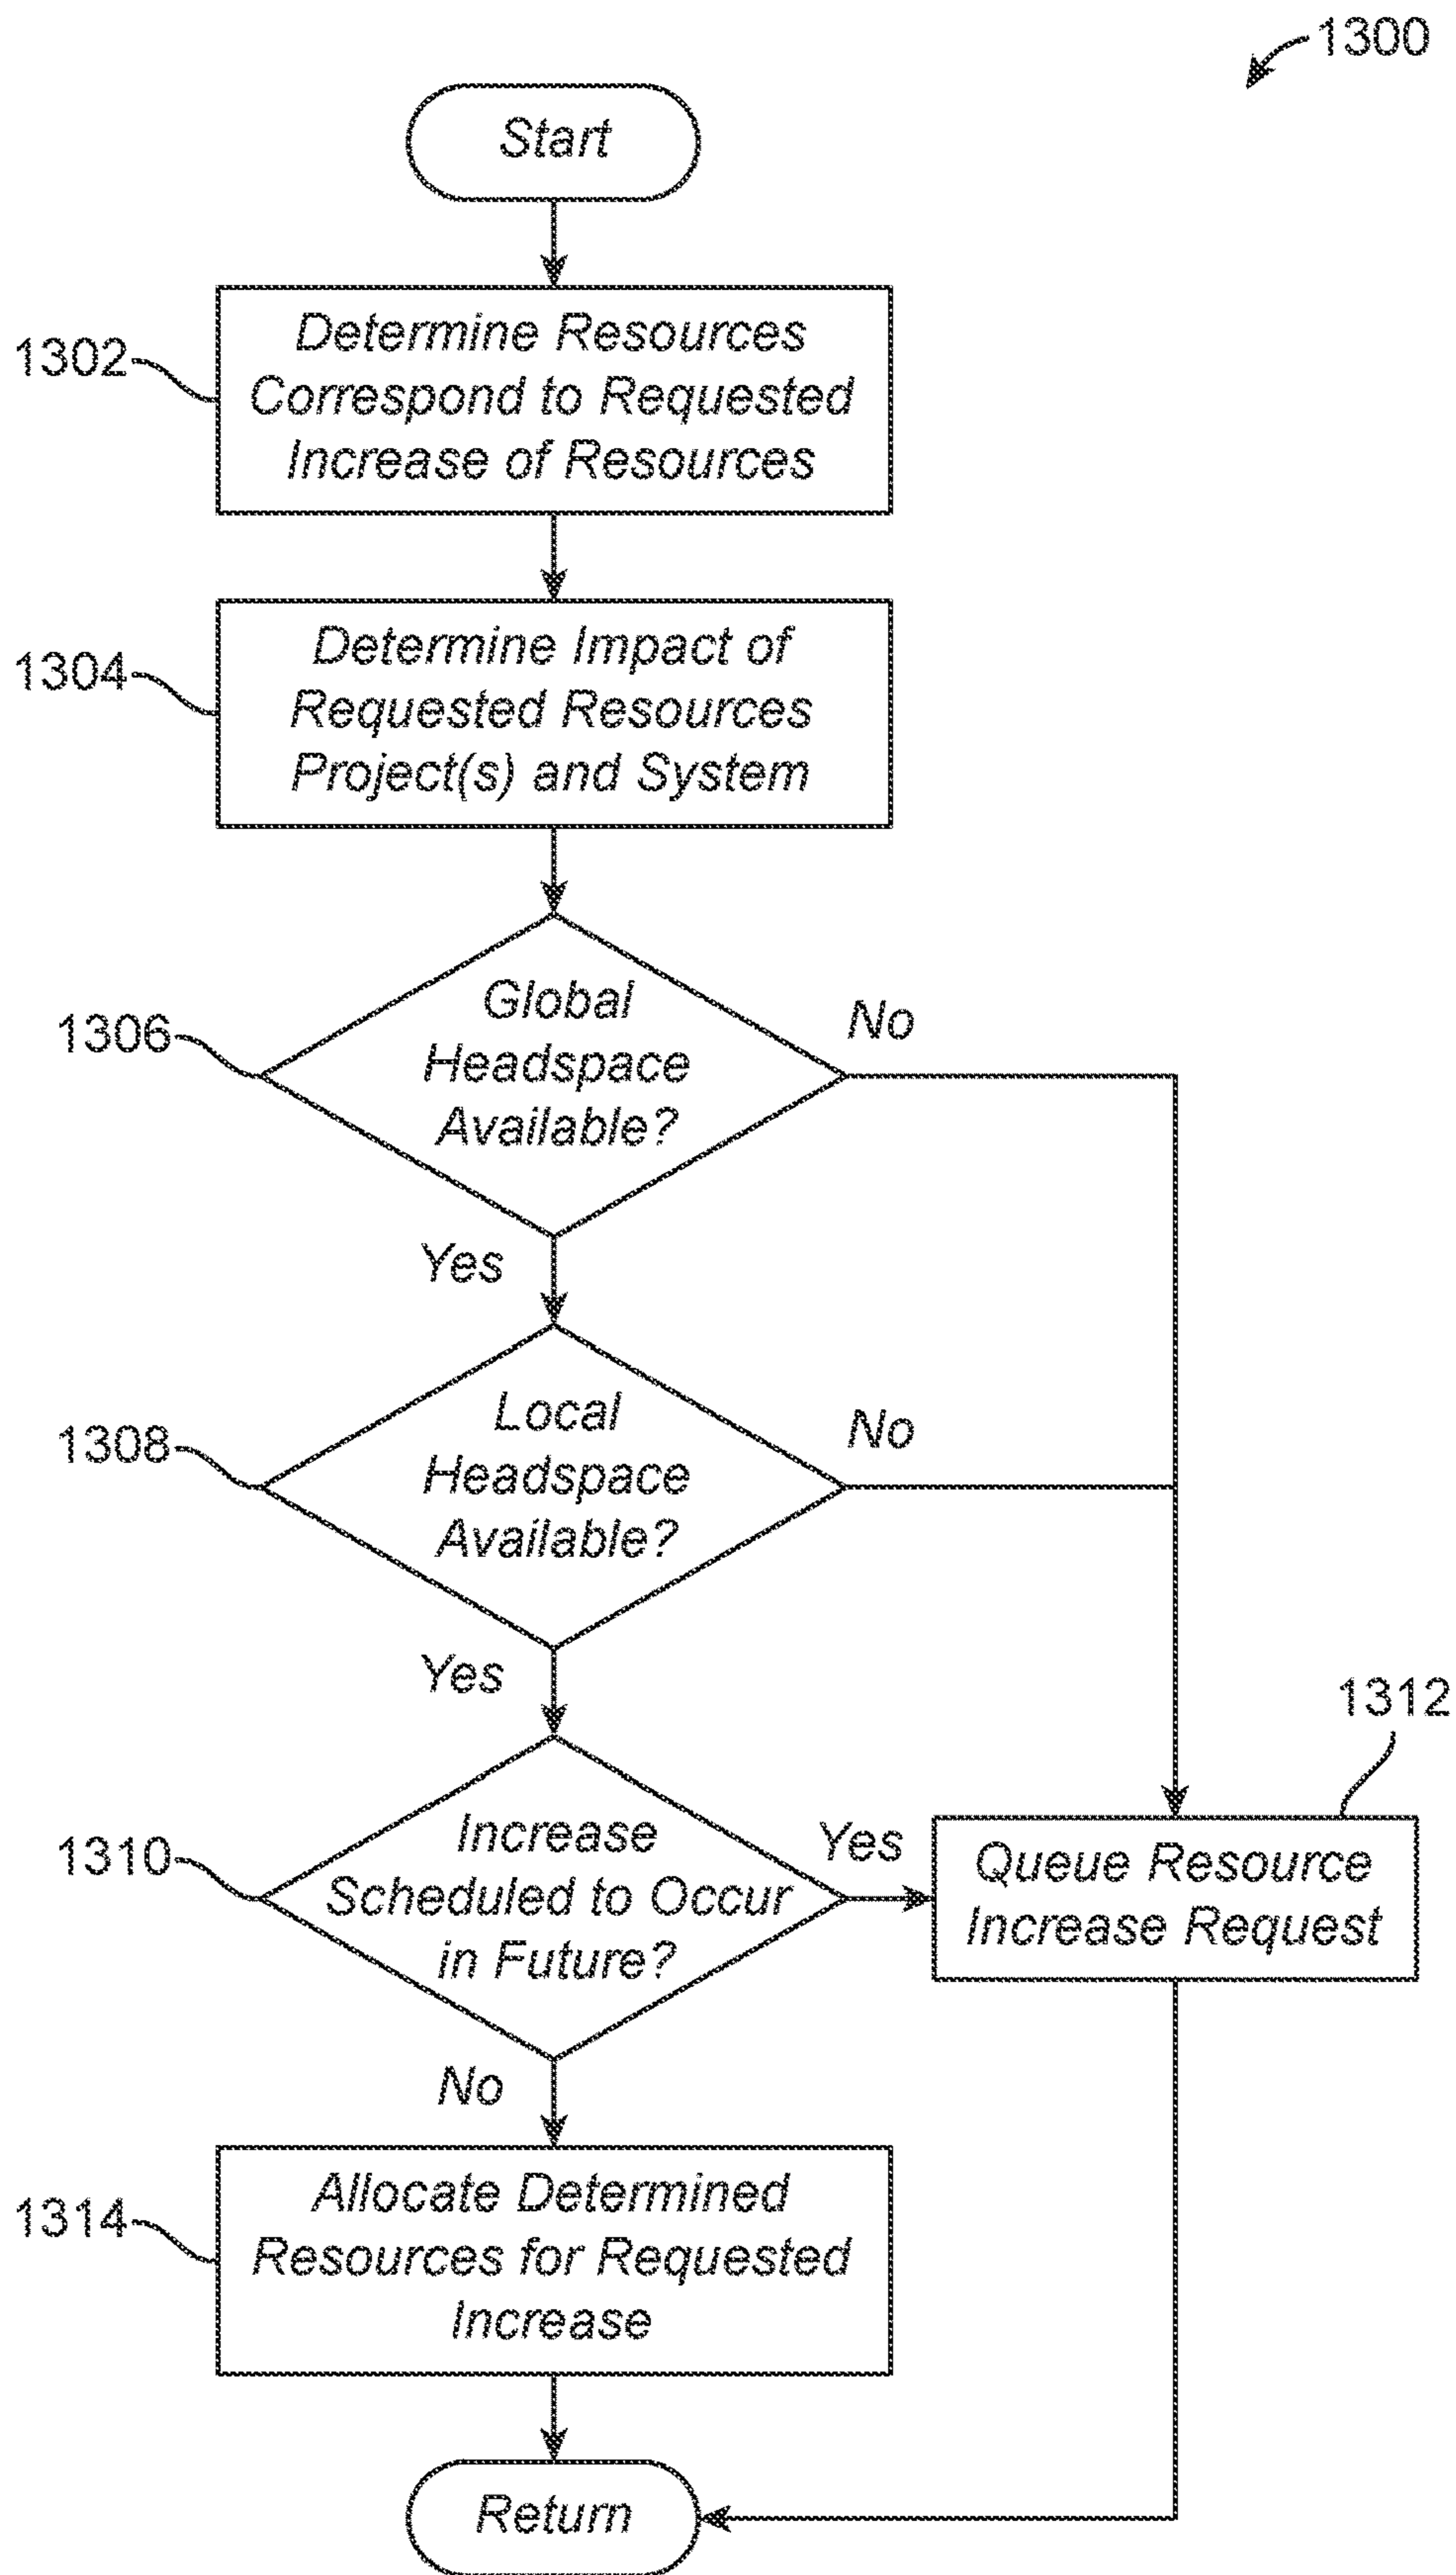 1300
Start
1302
Determine Resources
Correspond to Requested
Increase of Resources
1304
Determine Impact of
Requested Resources
Project(s) and System
1306
Global
Headspace
Available?
No
Yes
1308
Local
Headspace
Available?
No
Yes
1310
Increase
Scheduled to Occur
in Future?
Yes
1312
Queue Resource
Increase Request
No
1314
Allocate Determined
Resources for Requested
Increase
Return